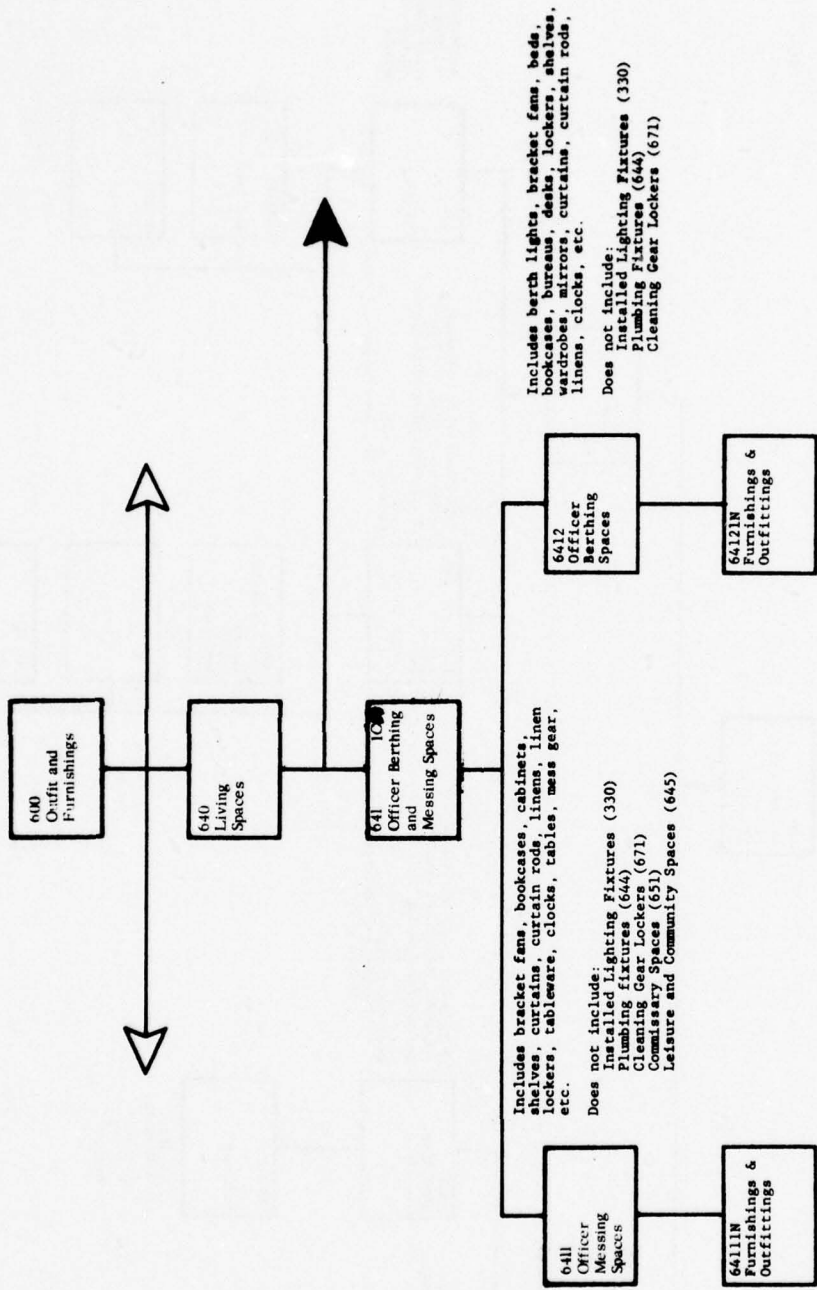 600
Outfit and
Furnishings
640
Living
Spaces
641
Officer Berthing
and
Messing Spaces
Includes bracket fans, bookcases, cabinets,
shelves, curtains, curtain rods, linens, linen
lockers, tableware, clocks, tables, mess gear,
etc.
Does not include:
Installed Lighting Fixtures (330)
Plumbing fixtures (644)
Cleaning Gear Lockers (671)
Commissary Spaces (651)
Leisure and Community Spaces (645)
6411
Officer
Messing
Spaces
64111N
Furnishings &
Outfittings
Includes berth lights, bracket fans, beds,
bookcases, bureaus, desks, lockers, shelves,
wardrobes, mirrors, curtains, curtain rods,
linens, clocks, etc.
Does not include:
Installed Lighting Fixtures (330)
Plumbing Fixtures (644)
Cleaning Gear Lockers (671)
6412
Officer
Berthing
Spaces
64121N
Furnishings &
Outfittings